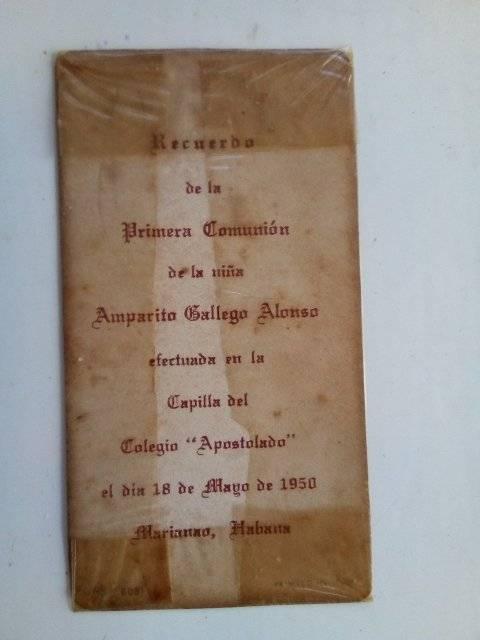 Recuerdo
de la
Primera Comunión
de la niña
Amparito Gallego Alonso
efectuada en la
Capilla del
Colegio "Apostolado"
el día 18 de Mayo de 1950
Marianao, Habana